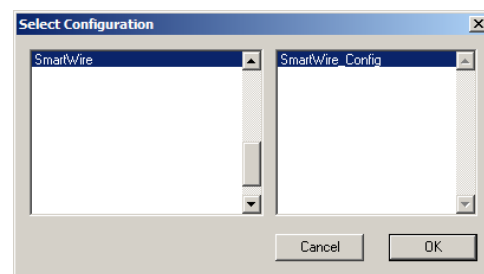 Select Configuration
SmartWire
SmartWire_Config
Cancel
OK